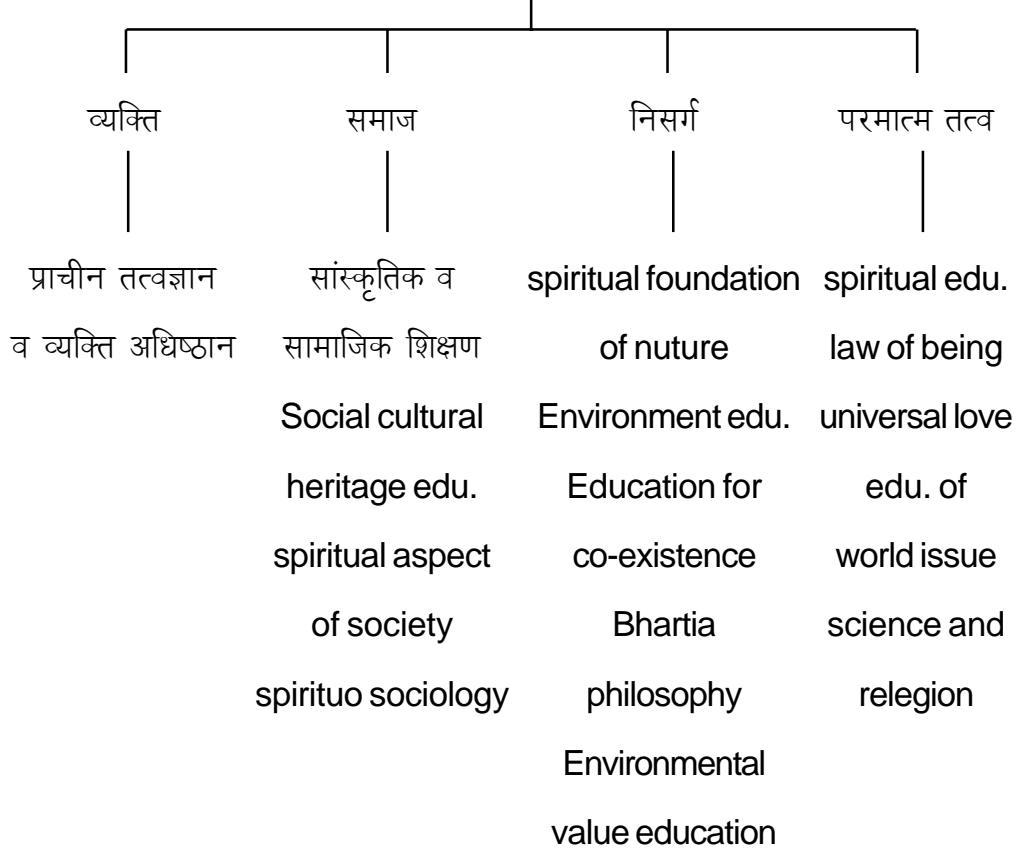 व्यक्ति
समाज
निसर्ग
परमात्म तत्व
प्राचीन तत्वज्ञान
व व्यक्ति अधिष्ठान
सांस्कृतिक व
सामाजिक शिक्षण
Social cultural
heritage edu.
spiritual aspect
of society
spirituo sociology
spiritual foundation
of nuture
Environment edu.
Education for
co-existence
Bhartia
philosophy
Environmental
value education
spiritual edu.
law of being
universal love
edu. of
world issue
science and
relegion